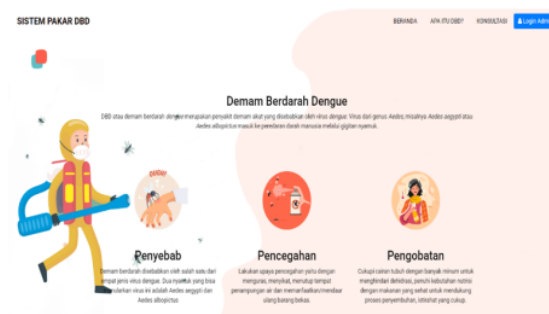 SISTEM PAKAR DBD
BERANDA APA ITU DBD? KONSULTASI Login Admi
Demam Berdarah Dengue
DBD atau demam berdarah dengue merupakan penyakit demam akut yang disebabkan oleh virus dengue. Virus dari genus Aedes, misalnya Aedes aegypti atau
Aedes albopictus masuk ke peredaran darah manusia melalui gigitan nyamuk.
OUCH!
Penyebab
Demam berdarah disebabkan oleh salah satu dari
empat jenis virus dengue. Dua nyamuk yang bisa
menularkan virus ini adalah Aedes aegypti dan
Aedes albopictus
Pencegahan
Lakukan upaya pencegahan yaitu dengan
menguras, menyikat, menutup tempat
penampungan air dan memanfaatkan/mendaur
ulang barang bekas.
Pengobatan
Cukupi cairan tubuh dengan banyak minum untuk
menghindari dehidrasi, penuhi kebutuhan nutrisi
dengan makanan yang sehat untuk mendukung
proses penyembuhan, istirahat yang cukup.